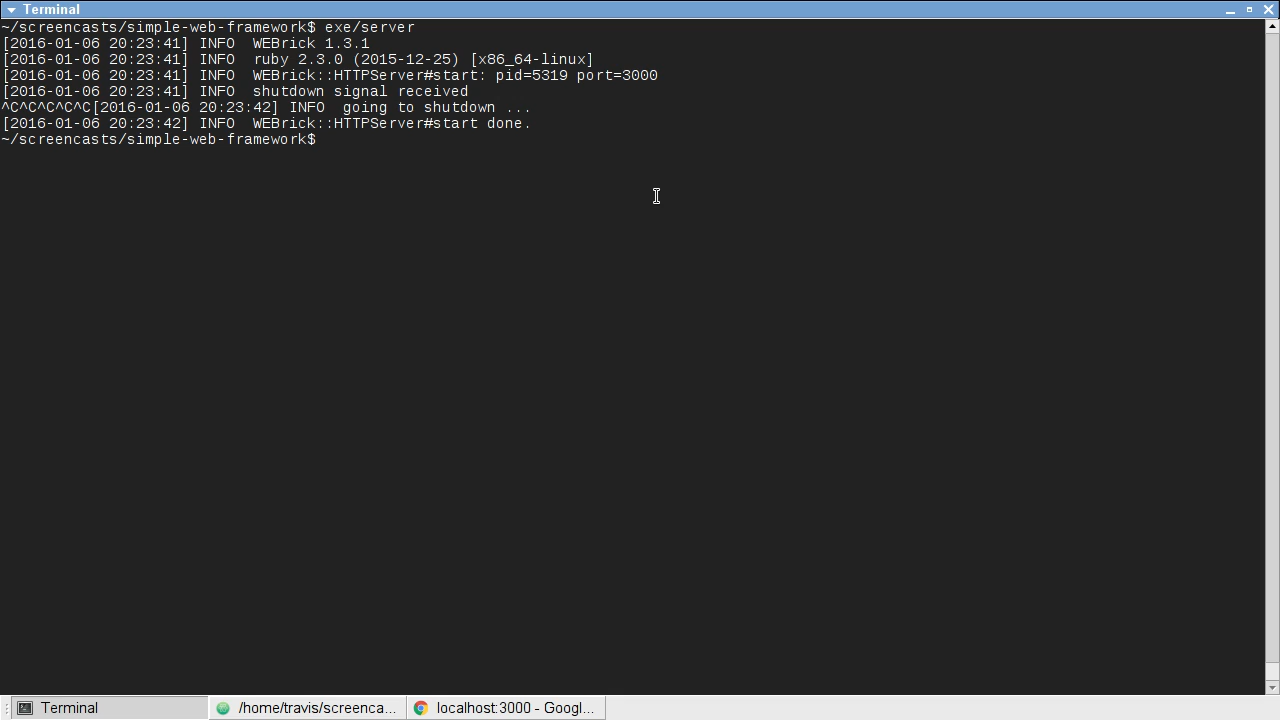 Terminal
~/screencasts/simple-web-framework$ exe/server
[2016-01-06 20:23:41] INFO  WEBrick 1.3.1
[2016-01-06 20:23:41] INFO  ruby 2.3.0 (2015-12-25) [x86_64-linux]
[2016-01-06 20:23:41] INFO  WEBrick::HTTPServer#start: pid=5319 port=3000
[2016-01-06 20:23:41] INFO  shutdown signal received
^C^C^C^C^C[2016-01-06 20:23:42] INFO  going to shutdown ...
[2016-01-06 20:23:42] INFO  WEBrick::HTTPServer#start done.
~/screencasts/simple-web-framework$
Terminal /home/travis/screenca... localhost:3000 - Googl...